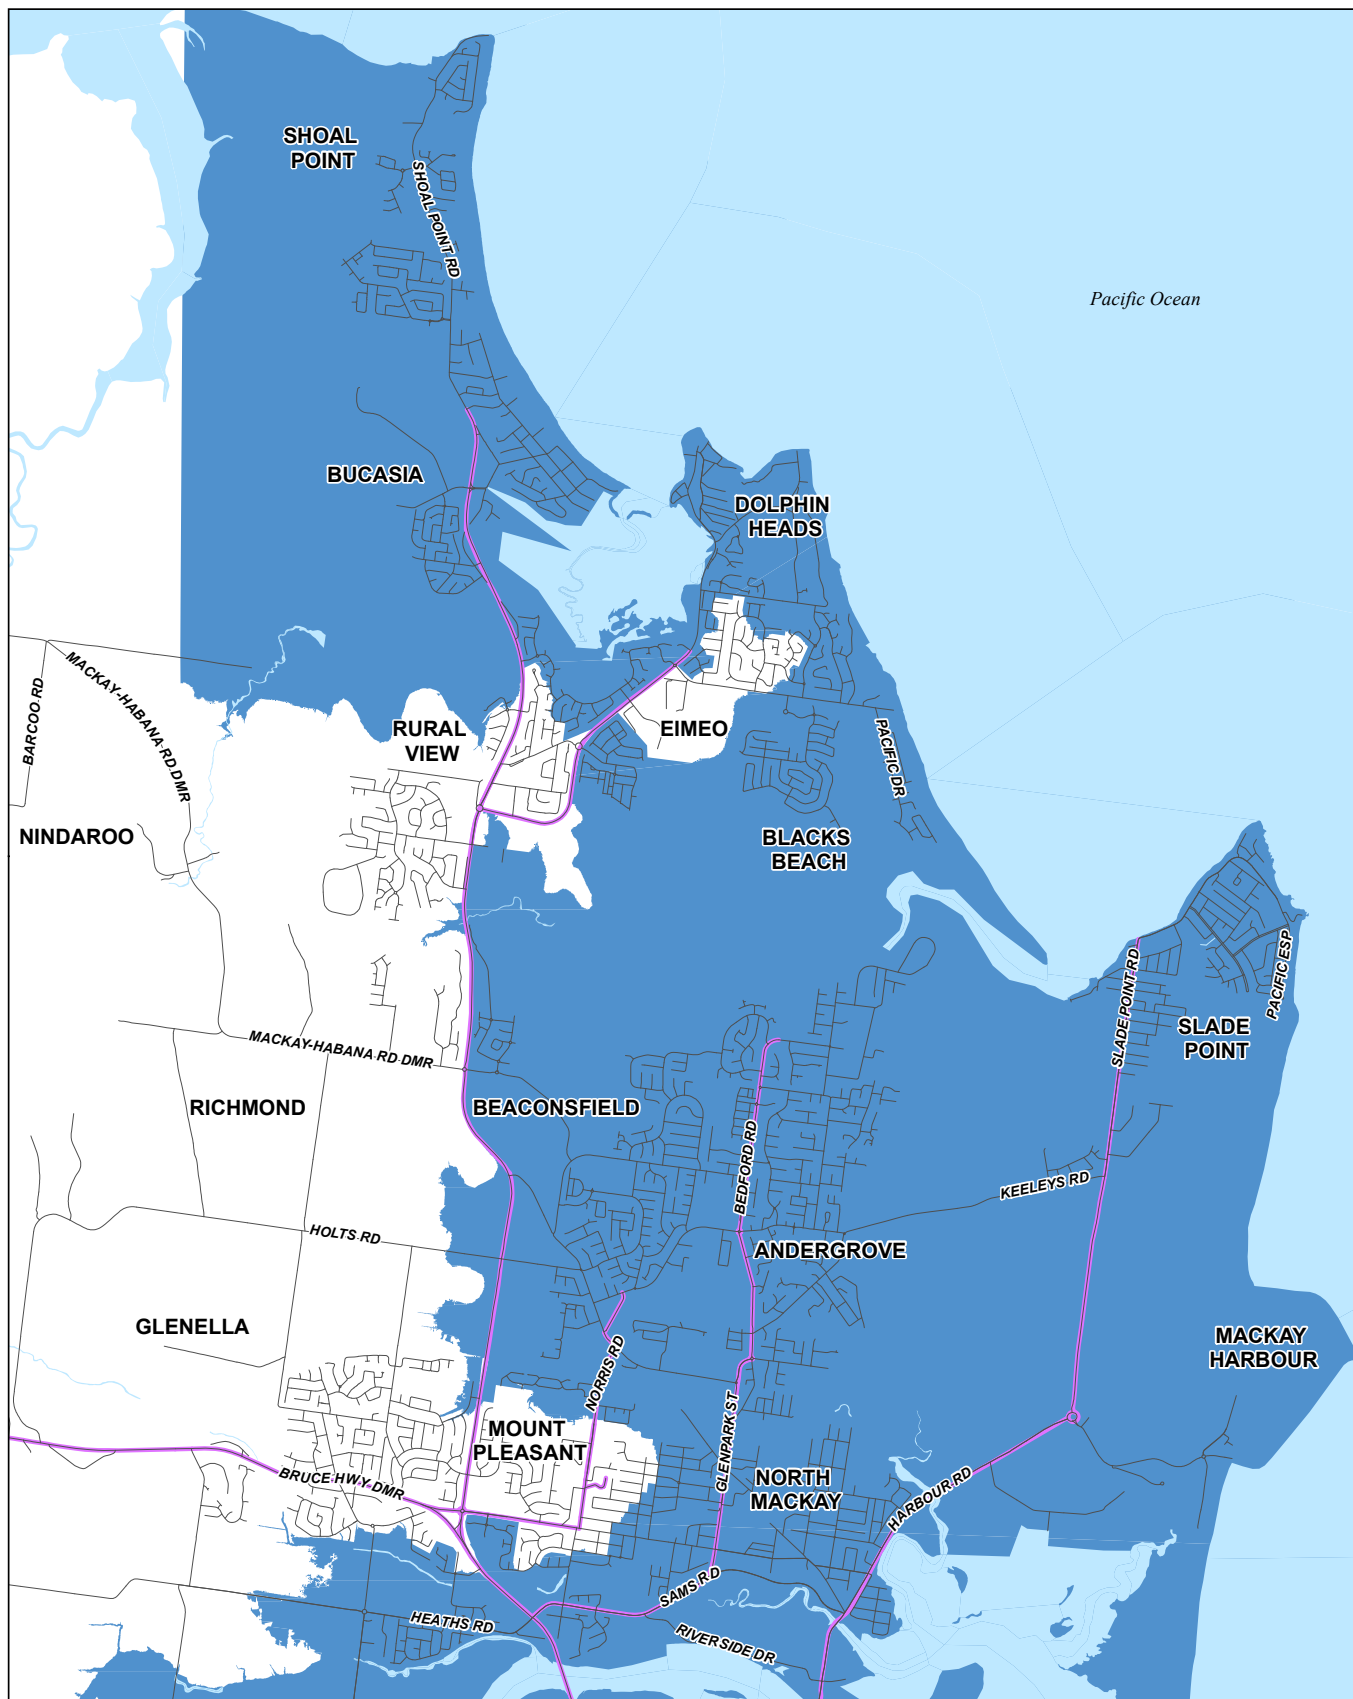 SHOAL
POINT
SHOAL POINT RD
Pacific Ocean
BUCASIA
DOLPHIN
HEADS
BARCOO RD
MACKAY-HABANA RD DMR
RURAL
VIEW
EIMEO
PACIFIC DR
NINDAROO
BLACKS
BEACH
SLADE POINT RD
PACIFIC ESP
SLADE
POINT
MACKAY-HABANA RD DMR
RICHMOND
BEACONSFIELD
BEDFORD RD
KEELEYS RD
HOLTS RD
ANDERGROVE
GLENELLA
MACKAY
HARBOUR
NORRIS RD
GLENPARK ST
MOUNT
PLEASANT
BRUCE HWY DMR
NORTH
MACKAY
HARBOUR RD
SAMS RD
HEATHS RD
RIVERSIDE DR